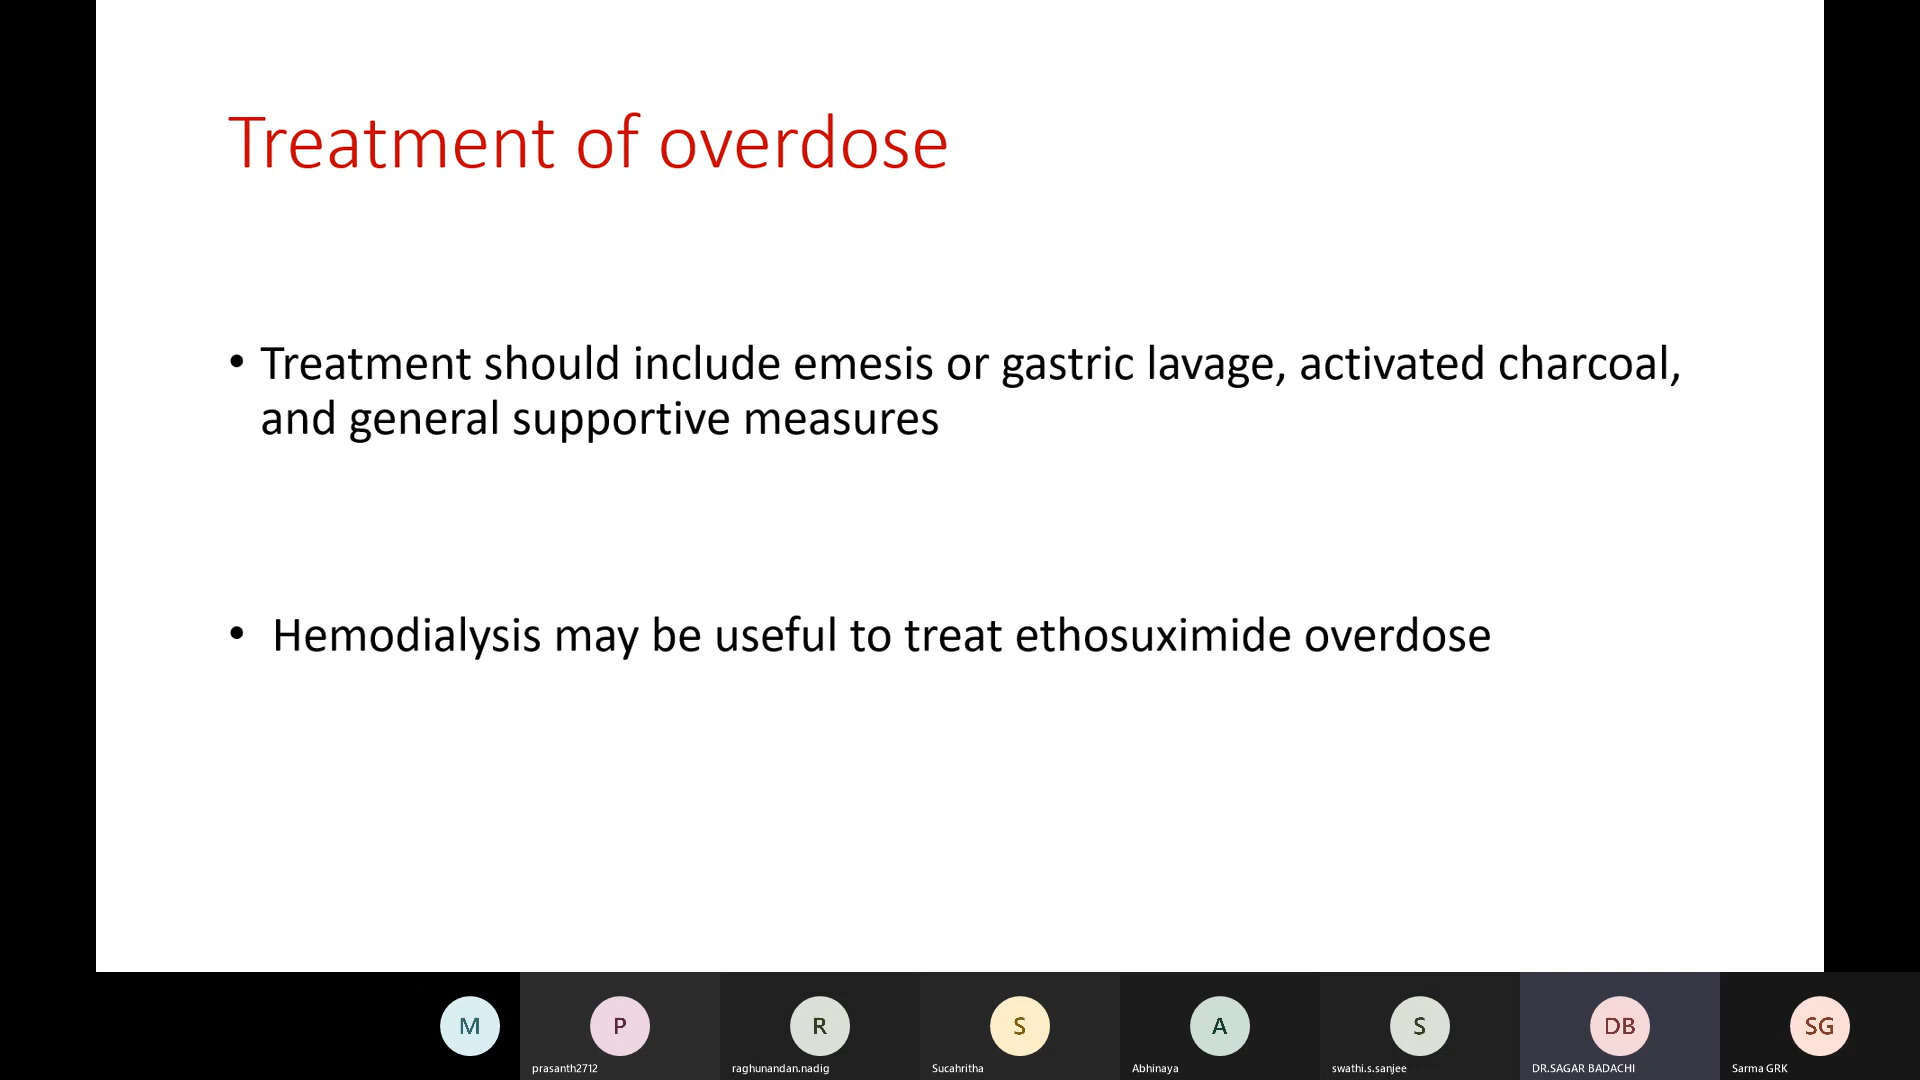 Treatment of overdose
• Treatment should include emesis or gastric lavage, activated charcoal,
and general supportive measures
• Hemodialysis may be useful to treat ethosuximide overdose
M P R S A S DB SG
prasanth2712 raghunandan.nadig Sucahritha Abhinaya swathi.s.sanjee DR.SAGAR BADACHI Sarma GRK